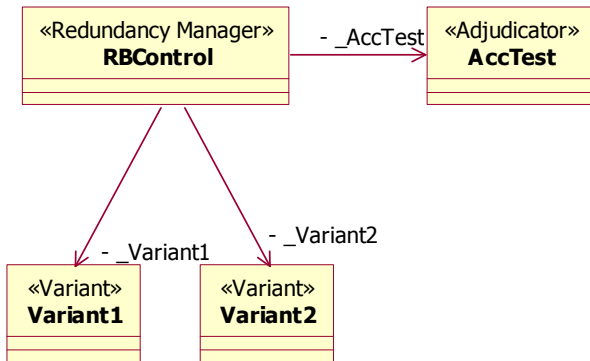 «Redundancy Manager»
RBControl
- _AccTest
«Adjudicator»
AccTest
- _Variant1
- _Variant2
«Variant»
Variant1
«Variant»
Variant2